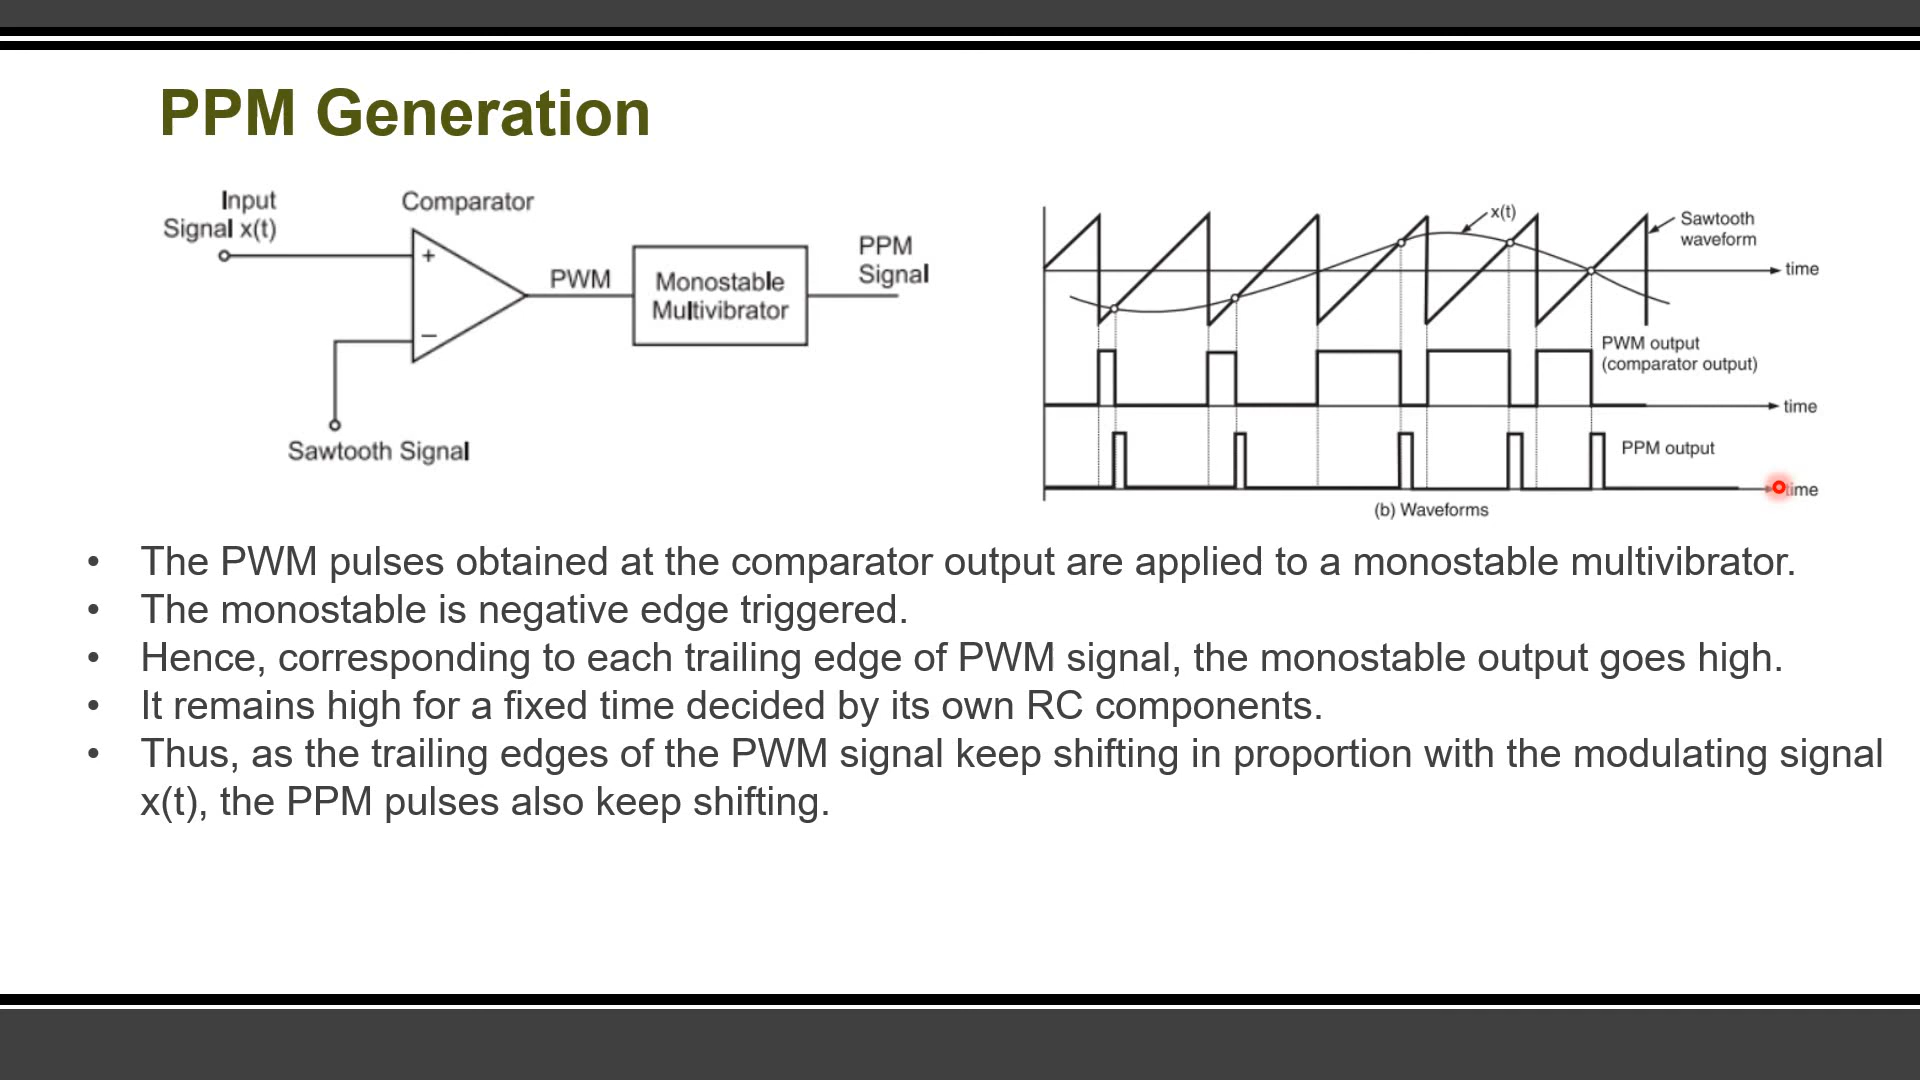 PPM Generation
Input
Signal x(t)
Comparator
+
−
PWM
Monostable
Multivibrator
PPM
Signal
Sawtooth Signal
x(t)
Sawtooth
waveform
time
PWM output
(comparator output)
time
PPM output
time
(b) Waveforms
• The PWM pulses obtained at the comparator output are applied to a monostable multivibrator.
• The monostable is negative edge triggered.
• Hence, corresponding to each trailing edge of PWM signal, the monostable output goes high.
• It remains high for a fixed time decided by its own RC components.
• Thus, as the trailing edges of the PWM signal keep shifting in proportion with the modulating signal
x(t), the PPM pulses also keep shifting.